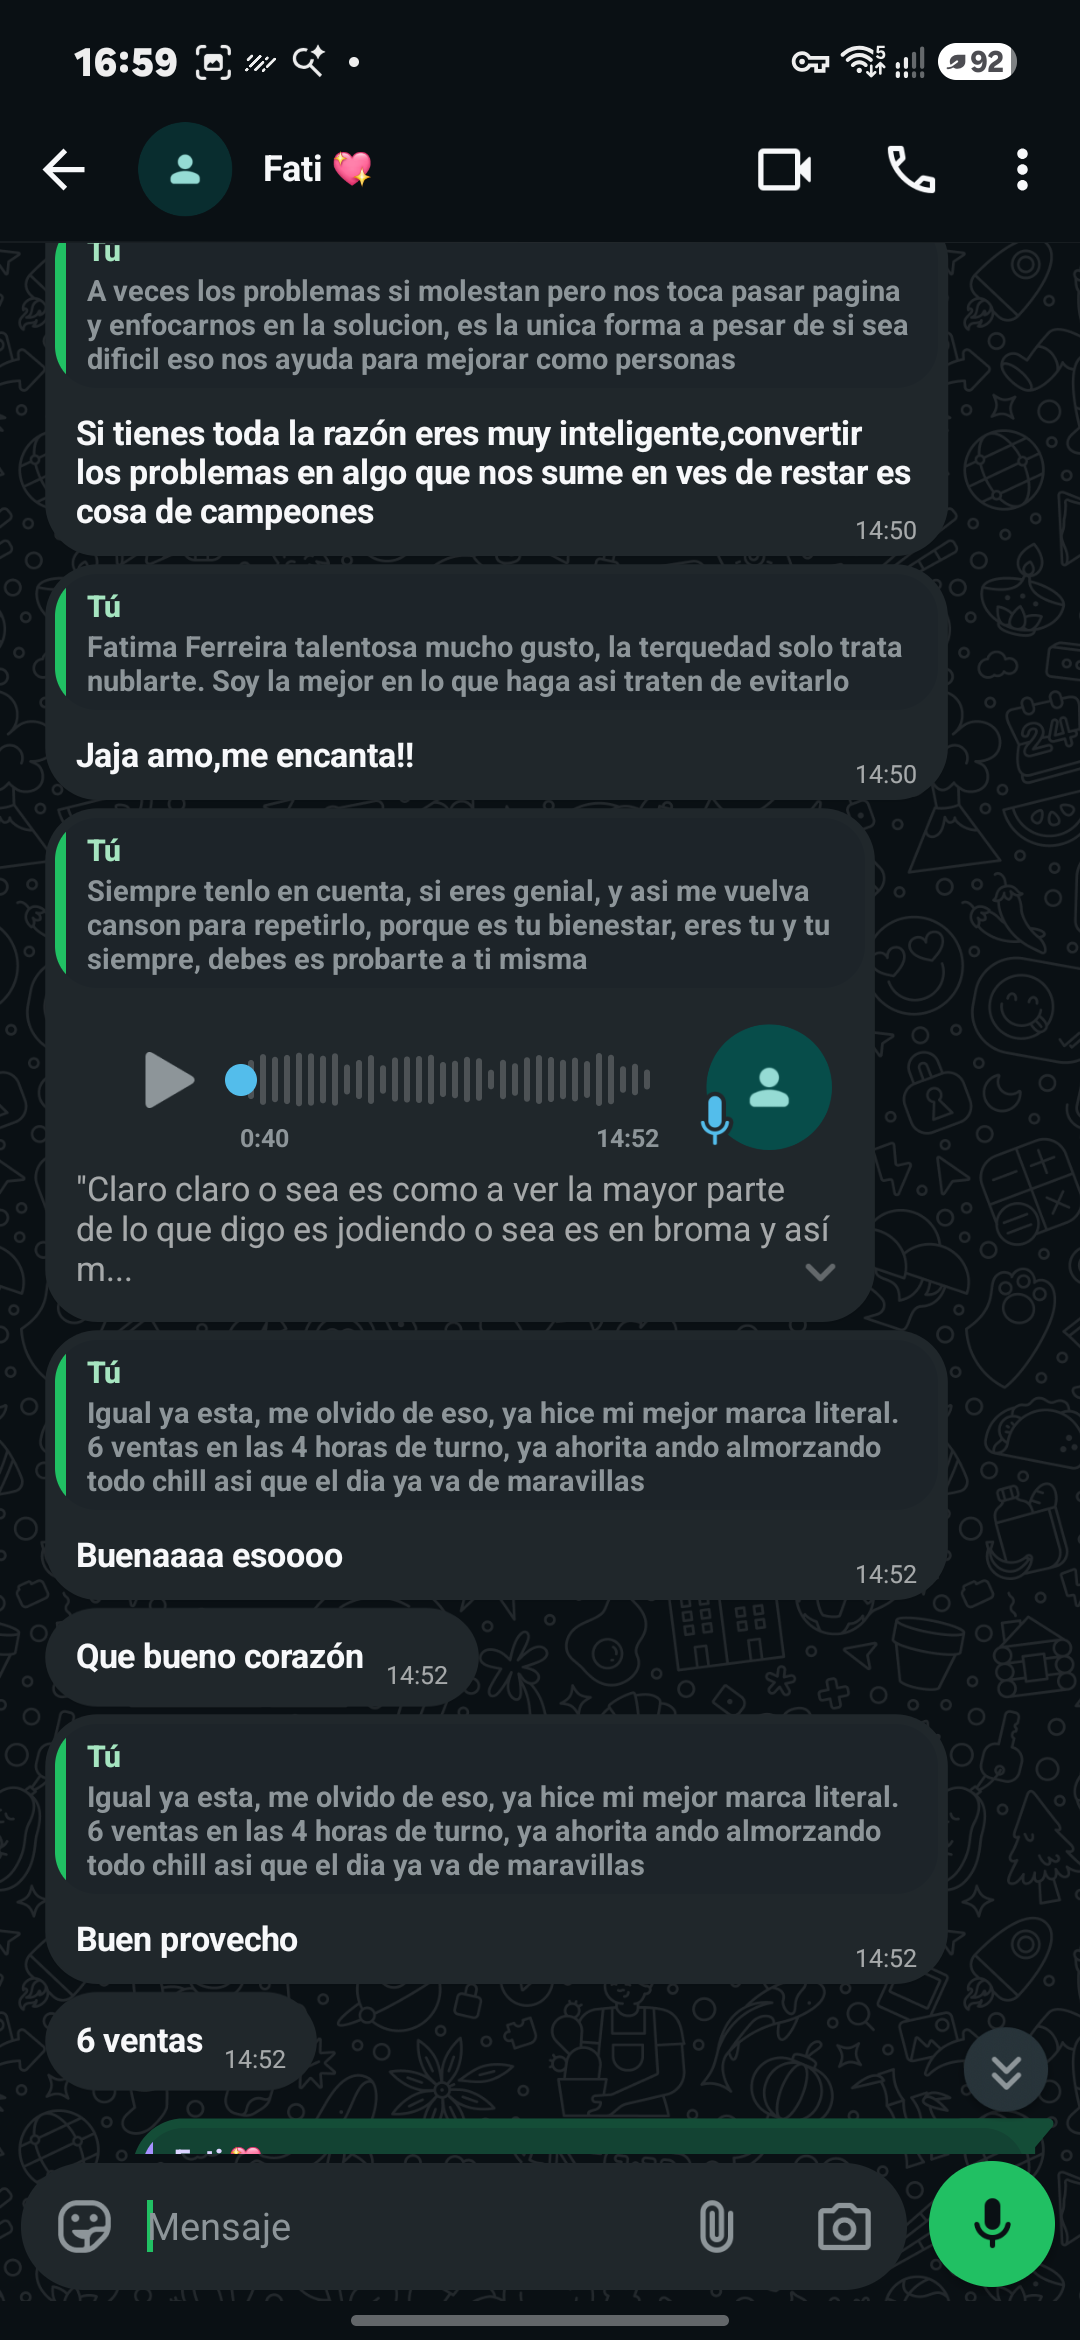 16:59
5
92
Fati 💖
Tú
A veces los problemas si molestan pero nos toca pasar pagina
y enfocarnos en la solucion, es la unica forma a pesar de si sea
dificil eso nos ayuda para mejorar como personas
Si tienes toda la razón eres muy inteligente,convertir
los problemas en algo que nos sume en ves de restar es
cosa de campeones
14:50
Tú
Fatima Ferreira talentosa mucho gusto, la terquedad solo trata
nublarte. Soy la mejor en lo que haga asi traten de evitarlo
Jaja amo,me encanta!!
14:50
Tú
Siempre tenlo en cuenta, si eres genial, y asi me vuelva
canson para repetirlo, porque es tu bienestar, eres tu y tu
siempre, debes es probarte a ti misma
0:40 14:52
"Claro claro o sea es como a ver la mayor parte
de lo que digo es jodiendo o sea es en broma y así
m...
Tú
Igual ya esta, me olvido de eso, ya hice mi mejor marca literal.
6 ventas en las 4 horas de turno, ya ahorita ando almorzando
todo chill asi que el dia ya va de maravillas
Buenaaaa esoooo
14:52
Que bueno corazón 14:52
Tú
Igual ya esta, me olvido de eso, ya hice mi mejor marca literal.
6 ventas en las 4 horas de turno, ya ahorita ando almorzando
todo chill asi que el dia ya va de maravillas
Buen provecho
14:52
6 ventas 14:52
Fati 💖
Mensaje